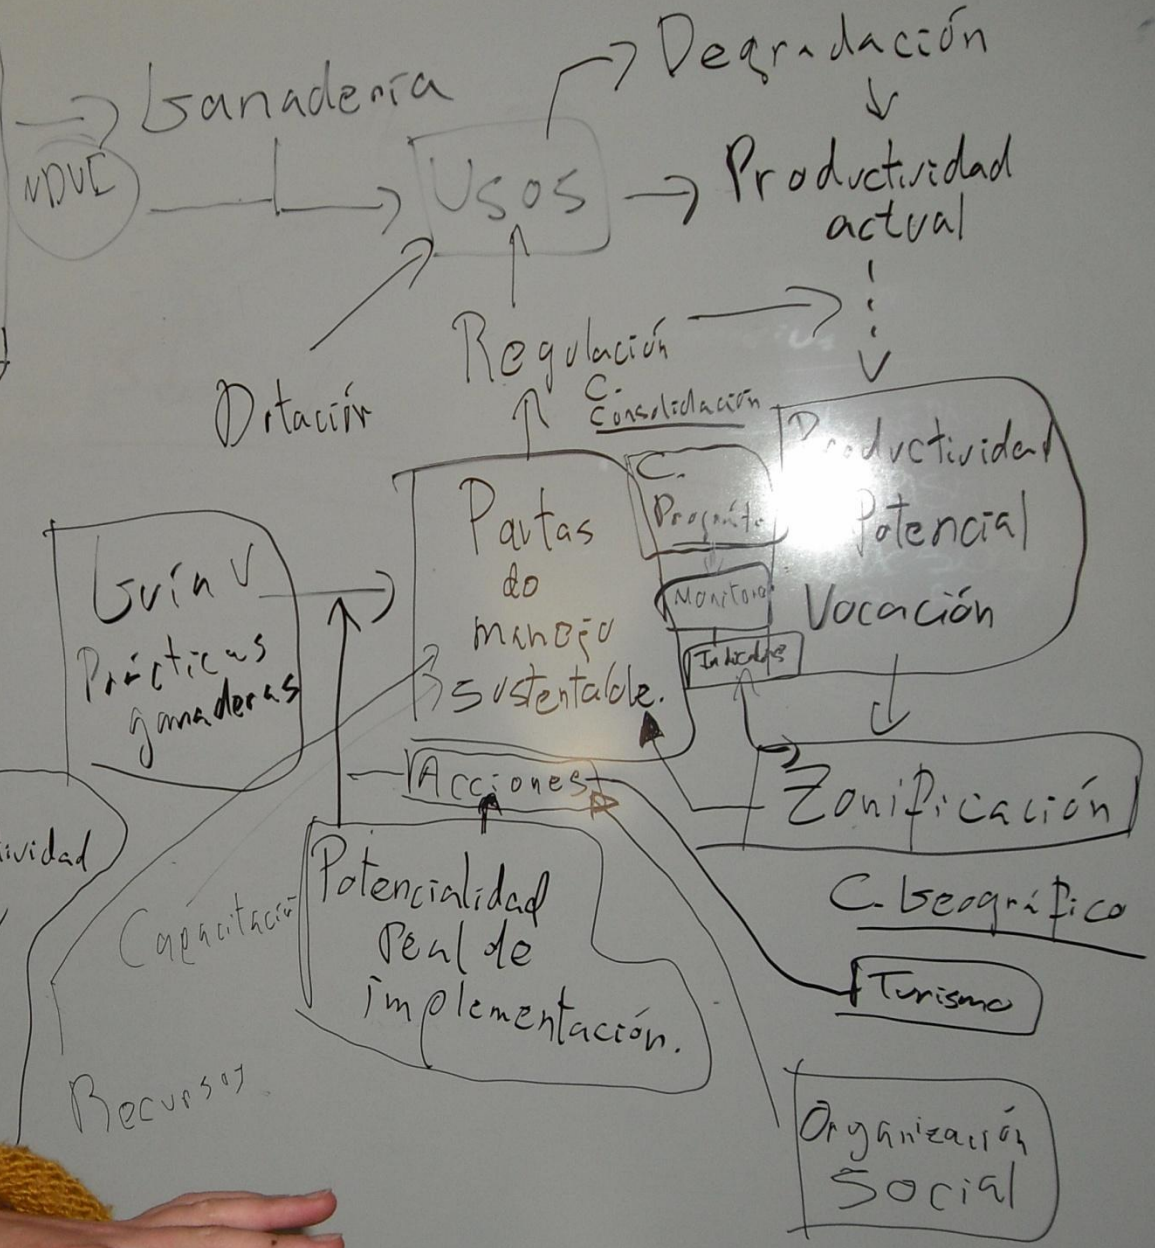 Degradación
Ganadería
NDVI
Usos
Productividad
actual
Regulación
Dotación
C.
Consolidación
Productividad
Potencial
Vocación
C.
Pautas
de
manejo
sustentable.
Monitoreo
Guía V
Prácticas
ganaderas
Zonificación
Acciones
ividad
Potencialidad
real de
implementación.
Capacitación
C. Geográfico
Turismo
Recursos
Organización
Social